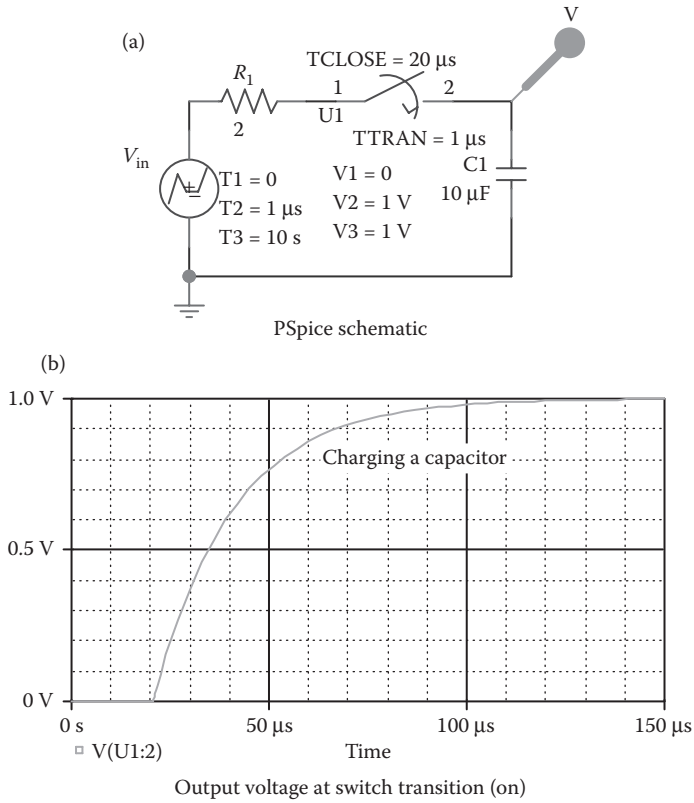 (a)
V
TCLOSE = 20 μs
R1
1
2
U1
2
TTRAN = 1 μs
Vin
C1
10 μF
T1 = 0
T2 = 1 μs
T3 = 10 s
V1 = 0
V2 = 1 V
V3 = 1 V
PSpice schematic
(b)
1.0 V
Charging a capacitor
0.5 V
0 V
0 s
50 μs
100 μs
150 μs
V(U1:2)
Time
Output voltage at switch transition (on)